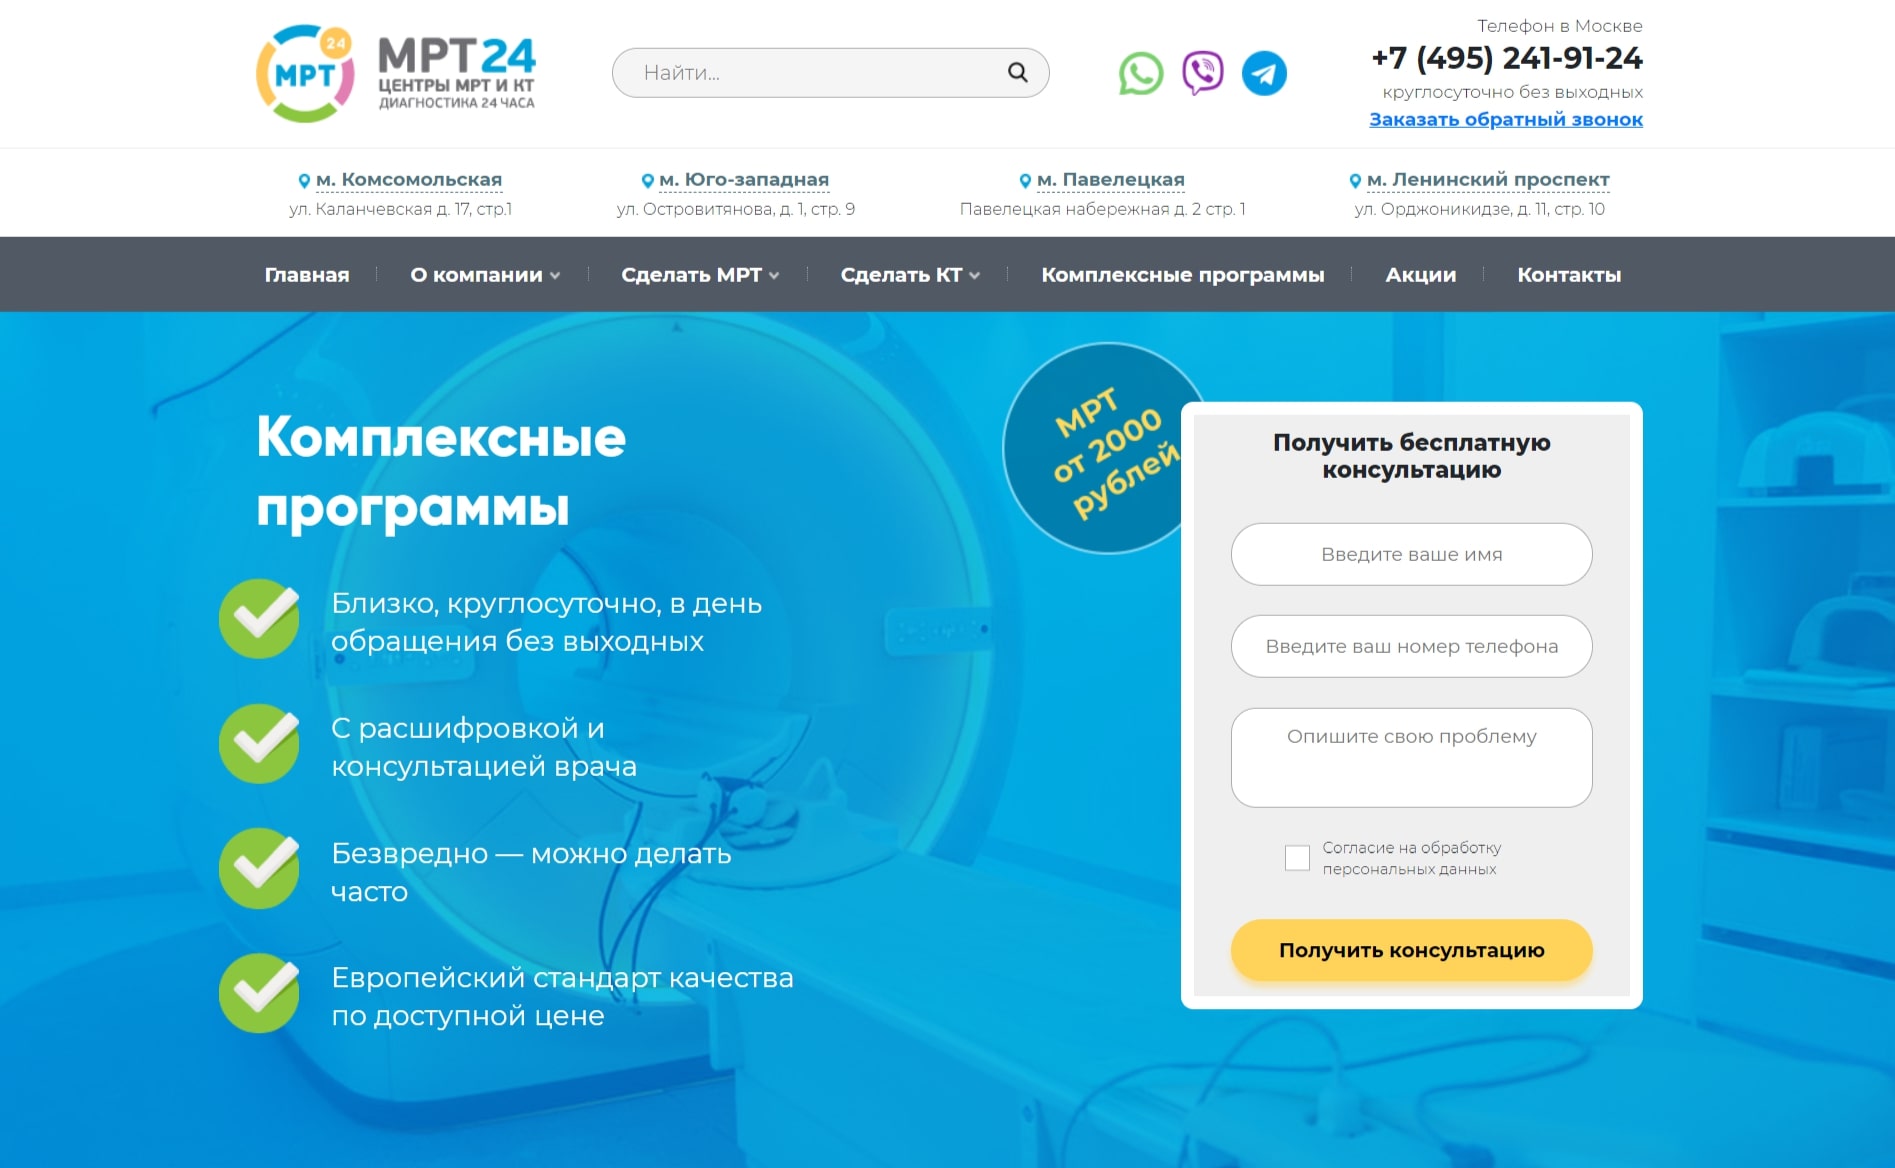 24
МРТ
МРТ24
ЦЕНТРЫ МРТ И КТ
ДИАГНОСТИКА 24 ЧАСА
Найти...
Телефон в Москве
+7 (495) 241-91-24
круглосуточно без выходных
Заказать обратный звонок
м. Комсомольская
ул. Каланчевская д. 17, стр.1
м. Юго-западная
ул. Островитянова, д. 1, стр. 9
м. Павелецкая
Павелецкая набережная д. 2 стр. 1
м. Ленинский проспект
ул. Орджоникидзе, д. 11, стр. 10
Главная
О компании
Сделать МРТ
Сделать КТ
Комплексные программы
Акции
Контакты
Комплексные
программы
Близко, круглосуточно, в день
обращения без выходных
С расшифровкой и
консультацией врача
Безвредно — можно делать
часто
Европейский стандарт качества
по доступной цене
МРТ
от 2000
рублей
Получить бесплатную
консультацию
Введите ваше имя
Введите ваш номер телефона
Опишите свою проблему
Согласие на обработку
персональных данных
Получить консультацию